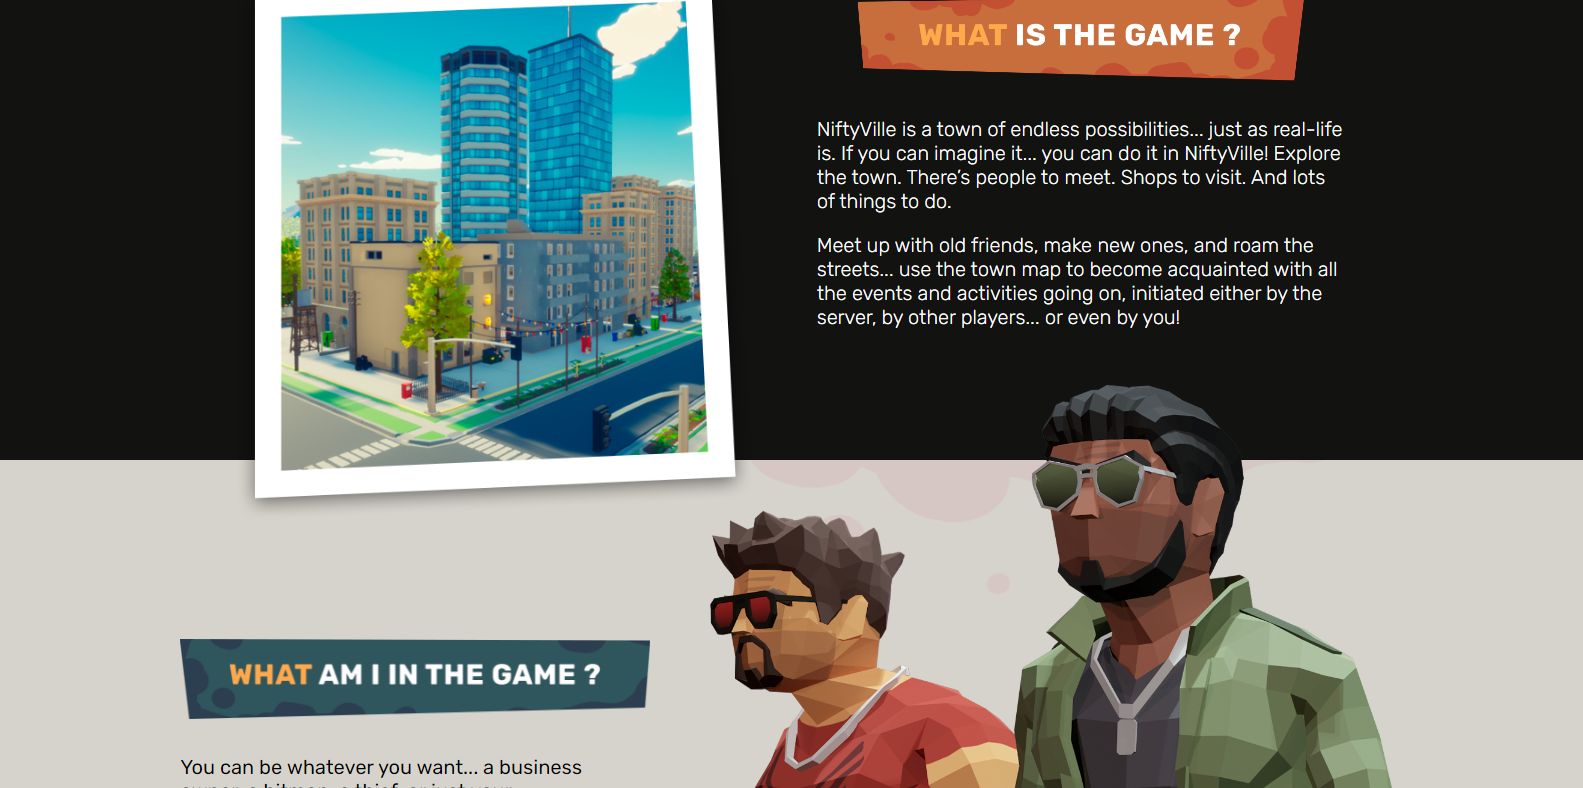 WHAT IS THE GAME ?
NiftyVille is a town of endless possibilities... just as real-life
is. If you can imagine it... you can do it in NiftyVille! Explore
the town. There's people to meet. Shops to visit. And lots
of things to do.
Meet up with old friends, make new ones, and roam the
streets... use the town map to become acquainted with all
the events and activities going on, initiated either by the
server, by other players... or even by you!
WHAT AM I IN THE GAME ?
You can be whatever you want... a business